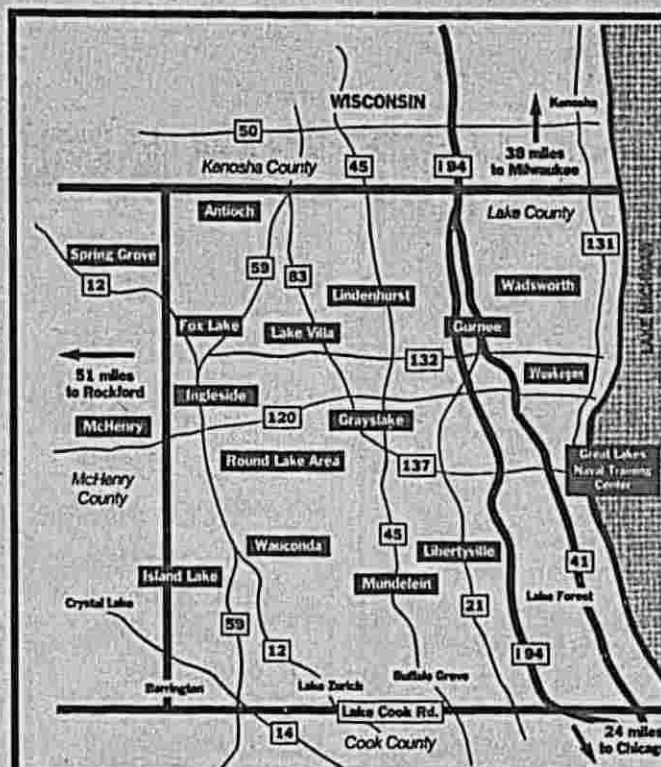 WISCONSIN
Kenosha
50
38 miles
to Milwaukee
Kenosha County
45
I 94
Antioch
Lake County
131
Spring Grove
12
59
83
Wadsworth
Lindenhurst
LAKE MICHIGAN
Fox Lake
Lake Villa
Gurnee
132
51 miles
to Rockford
Waukegan
Ingleside
120
McHenry
Grayslake
Round Lake Area
137
Great Lakes
Naval Training
Center
McHenry
County
45
Wauconda
Libertyville
41
Island Lake
Mundelein
Crystal Lake
21
Lake Forest
59
12
I 94
Buffalo Grove
Barrington
Lake Zurich
Lake Cook Rd.
14
Cook County
24 miles
to Chicag